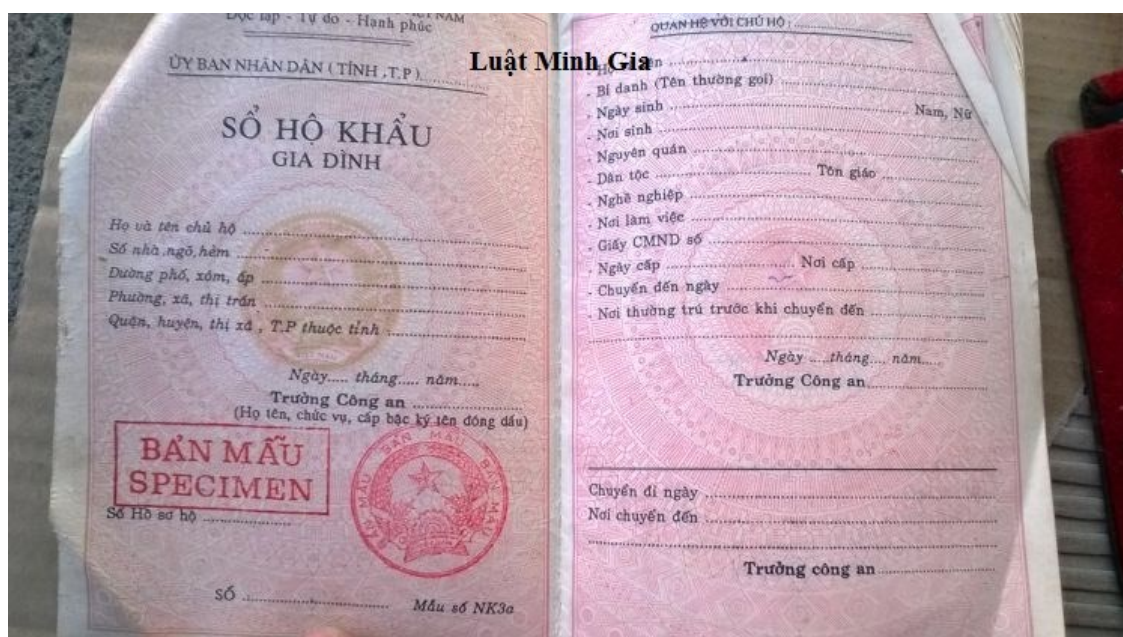 Độc lập - Tự do - Hạnh phúc
ỦY BAN NHÂN DÂN (TỈNH, T.P)
SỔ HỘ KHẨU
GIA ĐÌNH
Họ và tên chủ hộ
Số nhà, ngõ, hẻm
Đường phố, xóm, ấp
Phường, xã, thị trấn
Quận, huyện, thị xã, T.P thuộc tỉnh
Ngày..... tháng..... năm.....
Trưởng Công an
(Họ tên, chức vụ, cấp bậc ký tên đóng dấu)
BẢN MẪU
SPECIMEN
BẢN MẪU BẢN MẪU
Số Hồ sơ hộ
SỐ
Mẫu số NK3a
Luật Minh Gia
QUAN HỆ VỚI CHỦ HỘ:
. Bí danh (Tên thường gọi)
. Ngày sinh Nam, Nữ
. Nơi sinh
. Nguyên quán
. Dân tộc Tôn giáo
. Nghề nghiệp
. Nơi làm việc
. Giấy CMND số
. Ngày cấp Nơi cấp
. Chuyển đến ngày
. Nơi thường trú trước khi chuyển đến
Ngày ....tháng.... năm....
Trưởng Công an
Chuyển đi ngày
Nơi chuyển đến
Trưởng công an